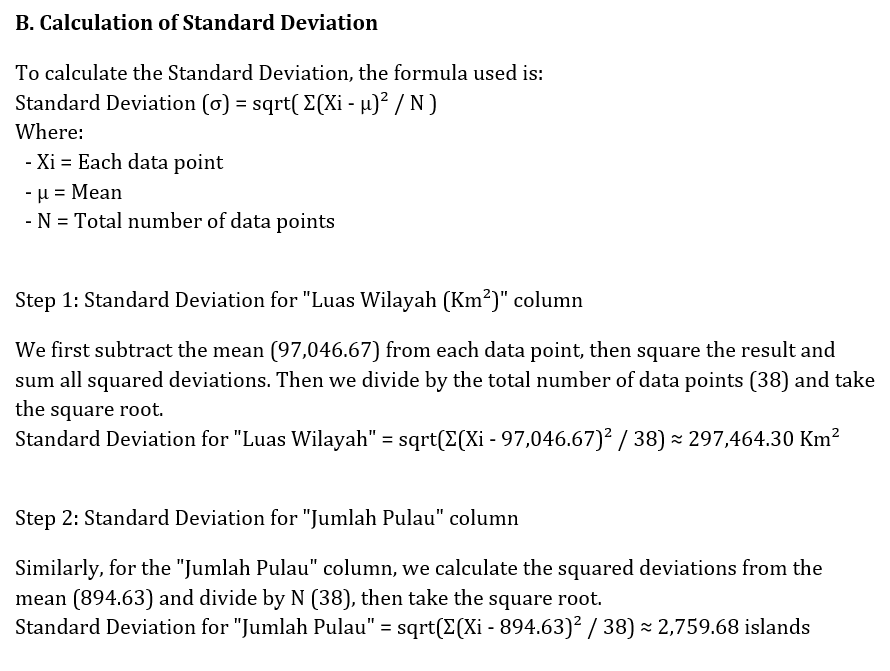 B. Calculation of Standard Deviation
To calculate the Standard Deviation, the formula used is:
Standard Deviation (σ) = sqrt( Σ(Xi - μ)² / N )
Where:
- Xi = Each data point
- μ = Mean
- N = Total number of data points
Step 1: Standard Deviation for "Luas Wilayah (Km²)" column
We first subtract the mean (97,046.67) from each data point, then square the result and
sum all squared deviations. Then we divide by the total number of data points (38) and take
the square root.
Standard Deviation for "Luas Wilayah" = sqrt(Σ(Xi - 97,046.67)² / 38) ≈ 297,464.30 Km²
Step 2: Standard Deviation for "Jumlah Pulau" column
Similarly, for the "Jumlah Pulau" column, we calculate the squared deviations from the
mean (894.63) and divide by N (38), then take the square root.
Standard Deviation for "Jumlah Pulau" = sqrt(Σ(Xi - 894.63)² / 38) ≈ 2,759.68 islands